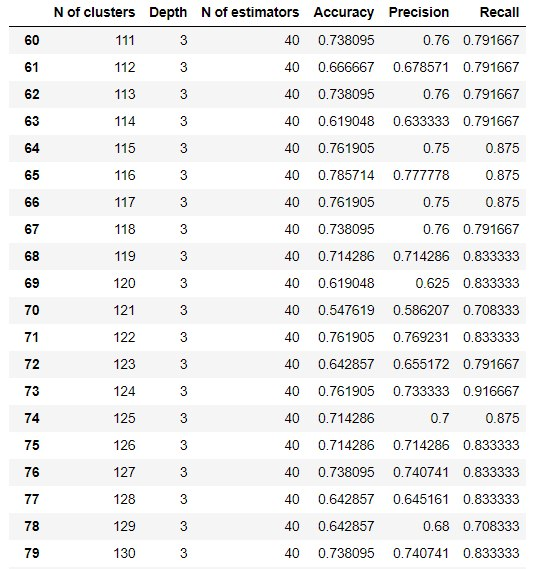 N of clusters Depth N of estimators Accuracy Precision Recall
60 111 3 40 0.738095 0.76 0.791667
61 112 3 40 0.666667 0.678571 0.791667
62 113 3 40 0.738095 0.76 0.791667
63 114 3 40 0.619048 0.633333 0.791667
64 115 3 40 0.761905 0.75 0.875
65 116 3 40 0.785714 0.777778 0.875
66 117 3 40 0.761905 0.75 0.875
67 118 3 40 0.738095 0.76 0.791667
68 119 3 40 0.714286 0.714286 0.833333
69 120 3 40 0.619048 0.625 0.833333
70 121 3 40 0.547619 0.586207 0.708333
71 122 3 40 0.761905 0.769231 0.833333
72 123 3 40 0.642857 0.655172 0.791667
73 124 3 40 0.761905 0.733333 0.916667
74 125 3 40 0.714286 0.7 0.875
75 126 3 40 0.714286 0.714286 0.833333
76 127 3 40 0.738095 0.740741 0.833333
77 128 3 40 0.642857 0.645161 0.833333
78 129 3 40 0.642857 0.68 0.708333
79 130 3 40 0.738095 0.740741 0.833333